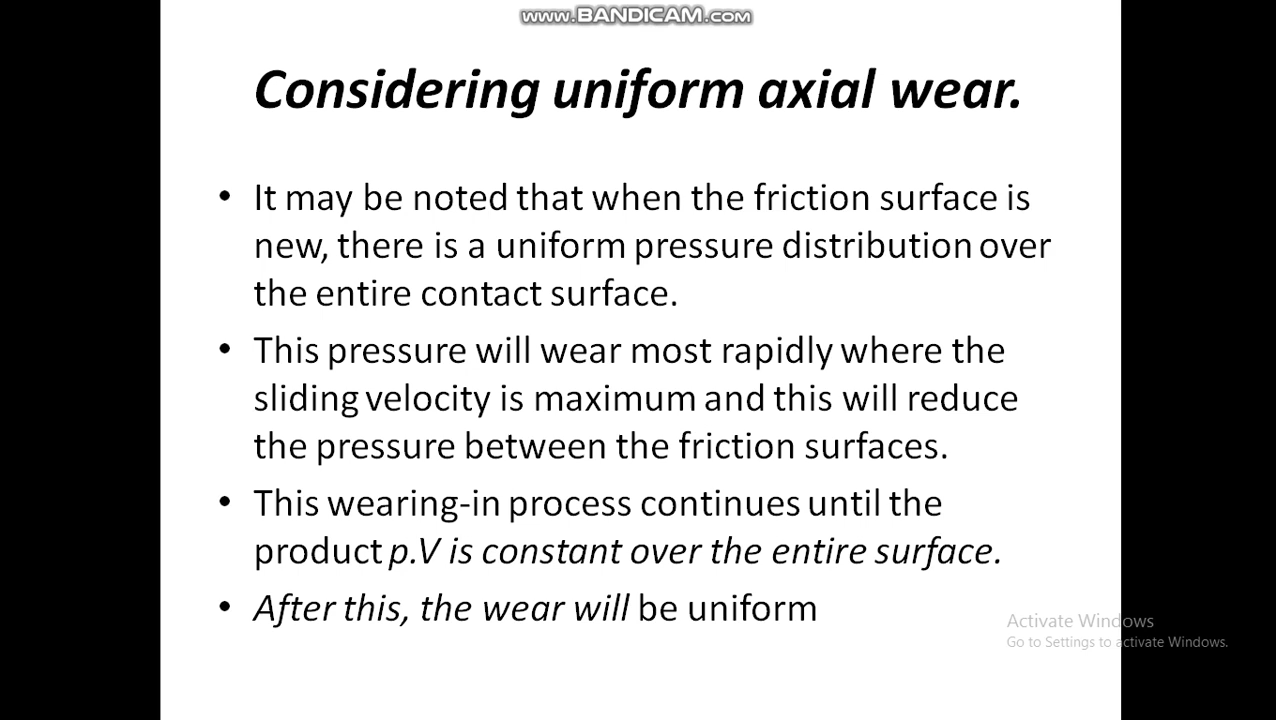 www.BANDICAM.com
Considering uniform axial wear.
• It may be noted that when the friction surface is
new, there is a uniform pressure distribution over
the entire contact surface.
• This pressure will wear most rapidly where the
sliding velocity is maximum and this will reduce
the pressure between the friction surfaces.
• This wearing-in process continues until the
product p.V is constant over the entire surface.
• After this, the wear will be uniform
Activate Windows
Go to Settings to activate Windows.